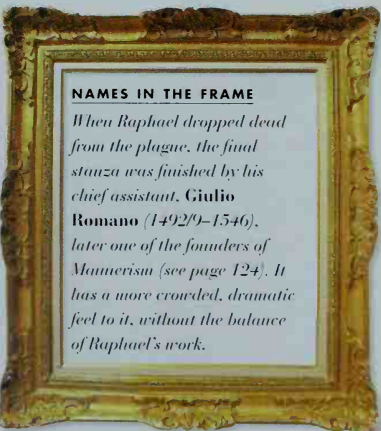 NAMES IN THE FRAME
When Raphael dropped dead
from the plague, the final
stanza was finished by his
chief assistant, Giulio
Romano (1492/9–1546),
later one of the founders of
Mannerism (see page 124). It
has a more crowded, dramatic
feel to it, without the balance
of Raphael's work.